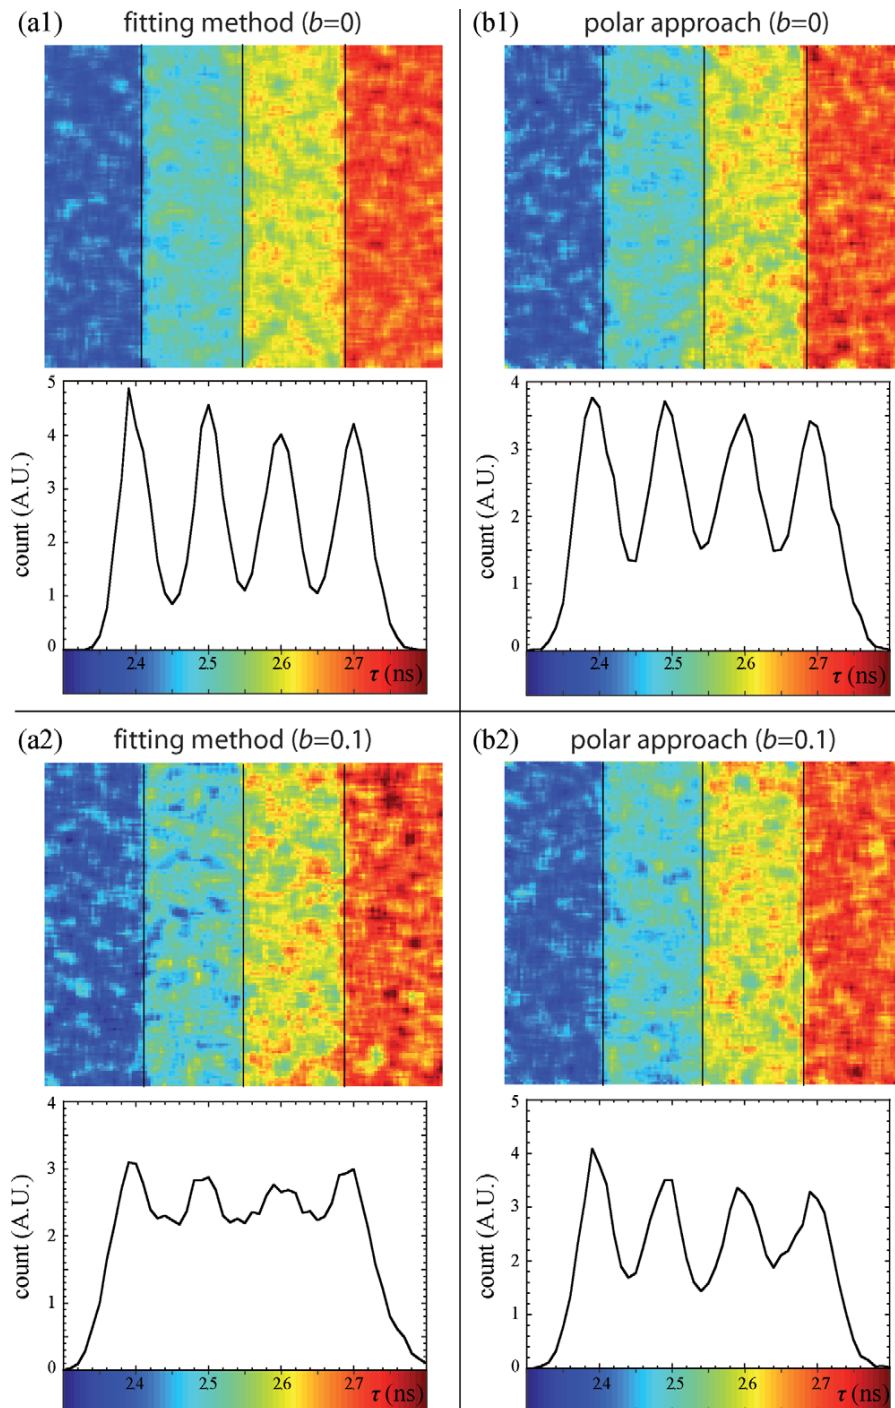 (a1) fitting method (b=0)
5
4
3
2
1
0
count (A.U.)
2.4 2.5 2.6 2.7 τ (ns)
(b1) polar approach (b=0)
4
3
2
1
0
count (A.U.)
2.4 2.5 2.6 2.7 τ (ns)
(a2) fitting method (b=0.1)
4
3
2
1
0
count (A.U.)
2.4 2.5 2.6 2.7 τ (ns)
(b2) polar approach (b=0.1)
5
4
3
2
1
0
count (A.U.)
2.4 2.5 2.6 2.7 τ (ns)